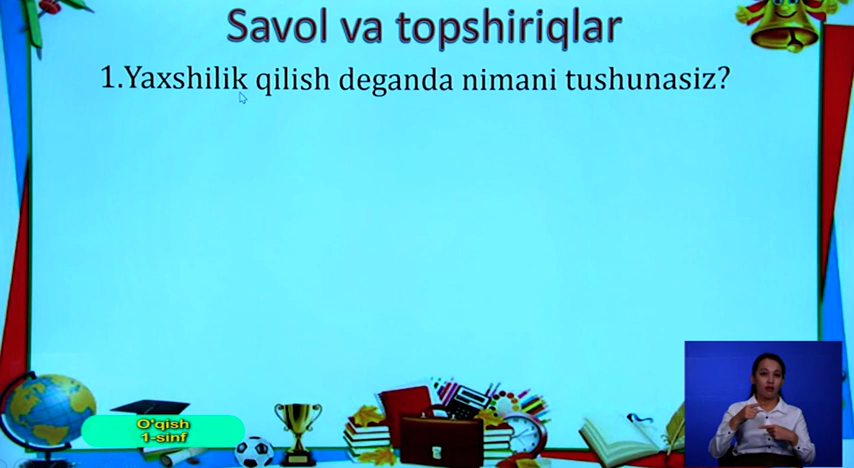 Savol va topshiriqlar
1.Yaxshilik qilish deganda nimani tushunasiz?
O'qish
1-sinf